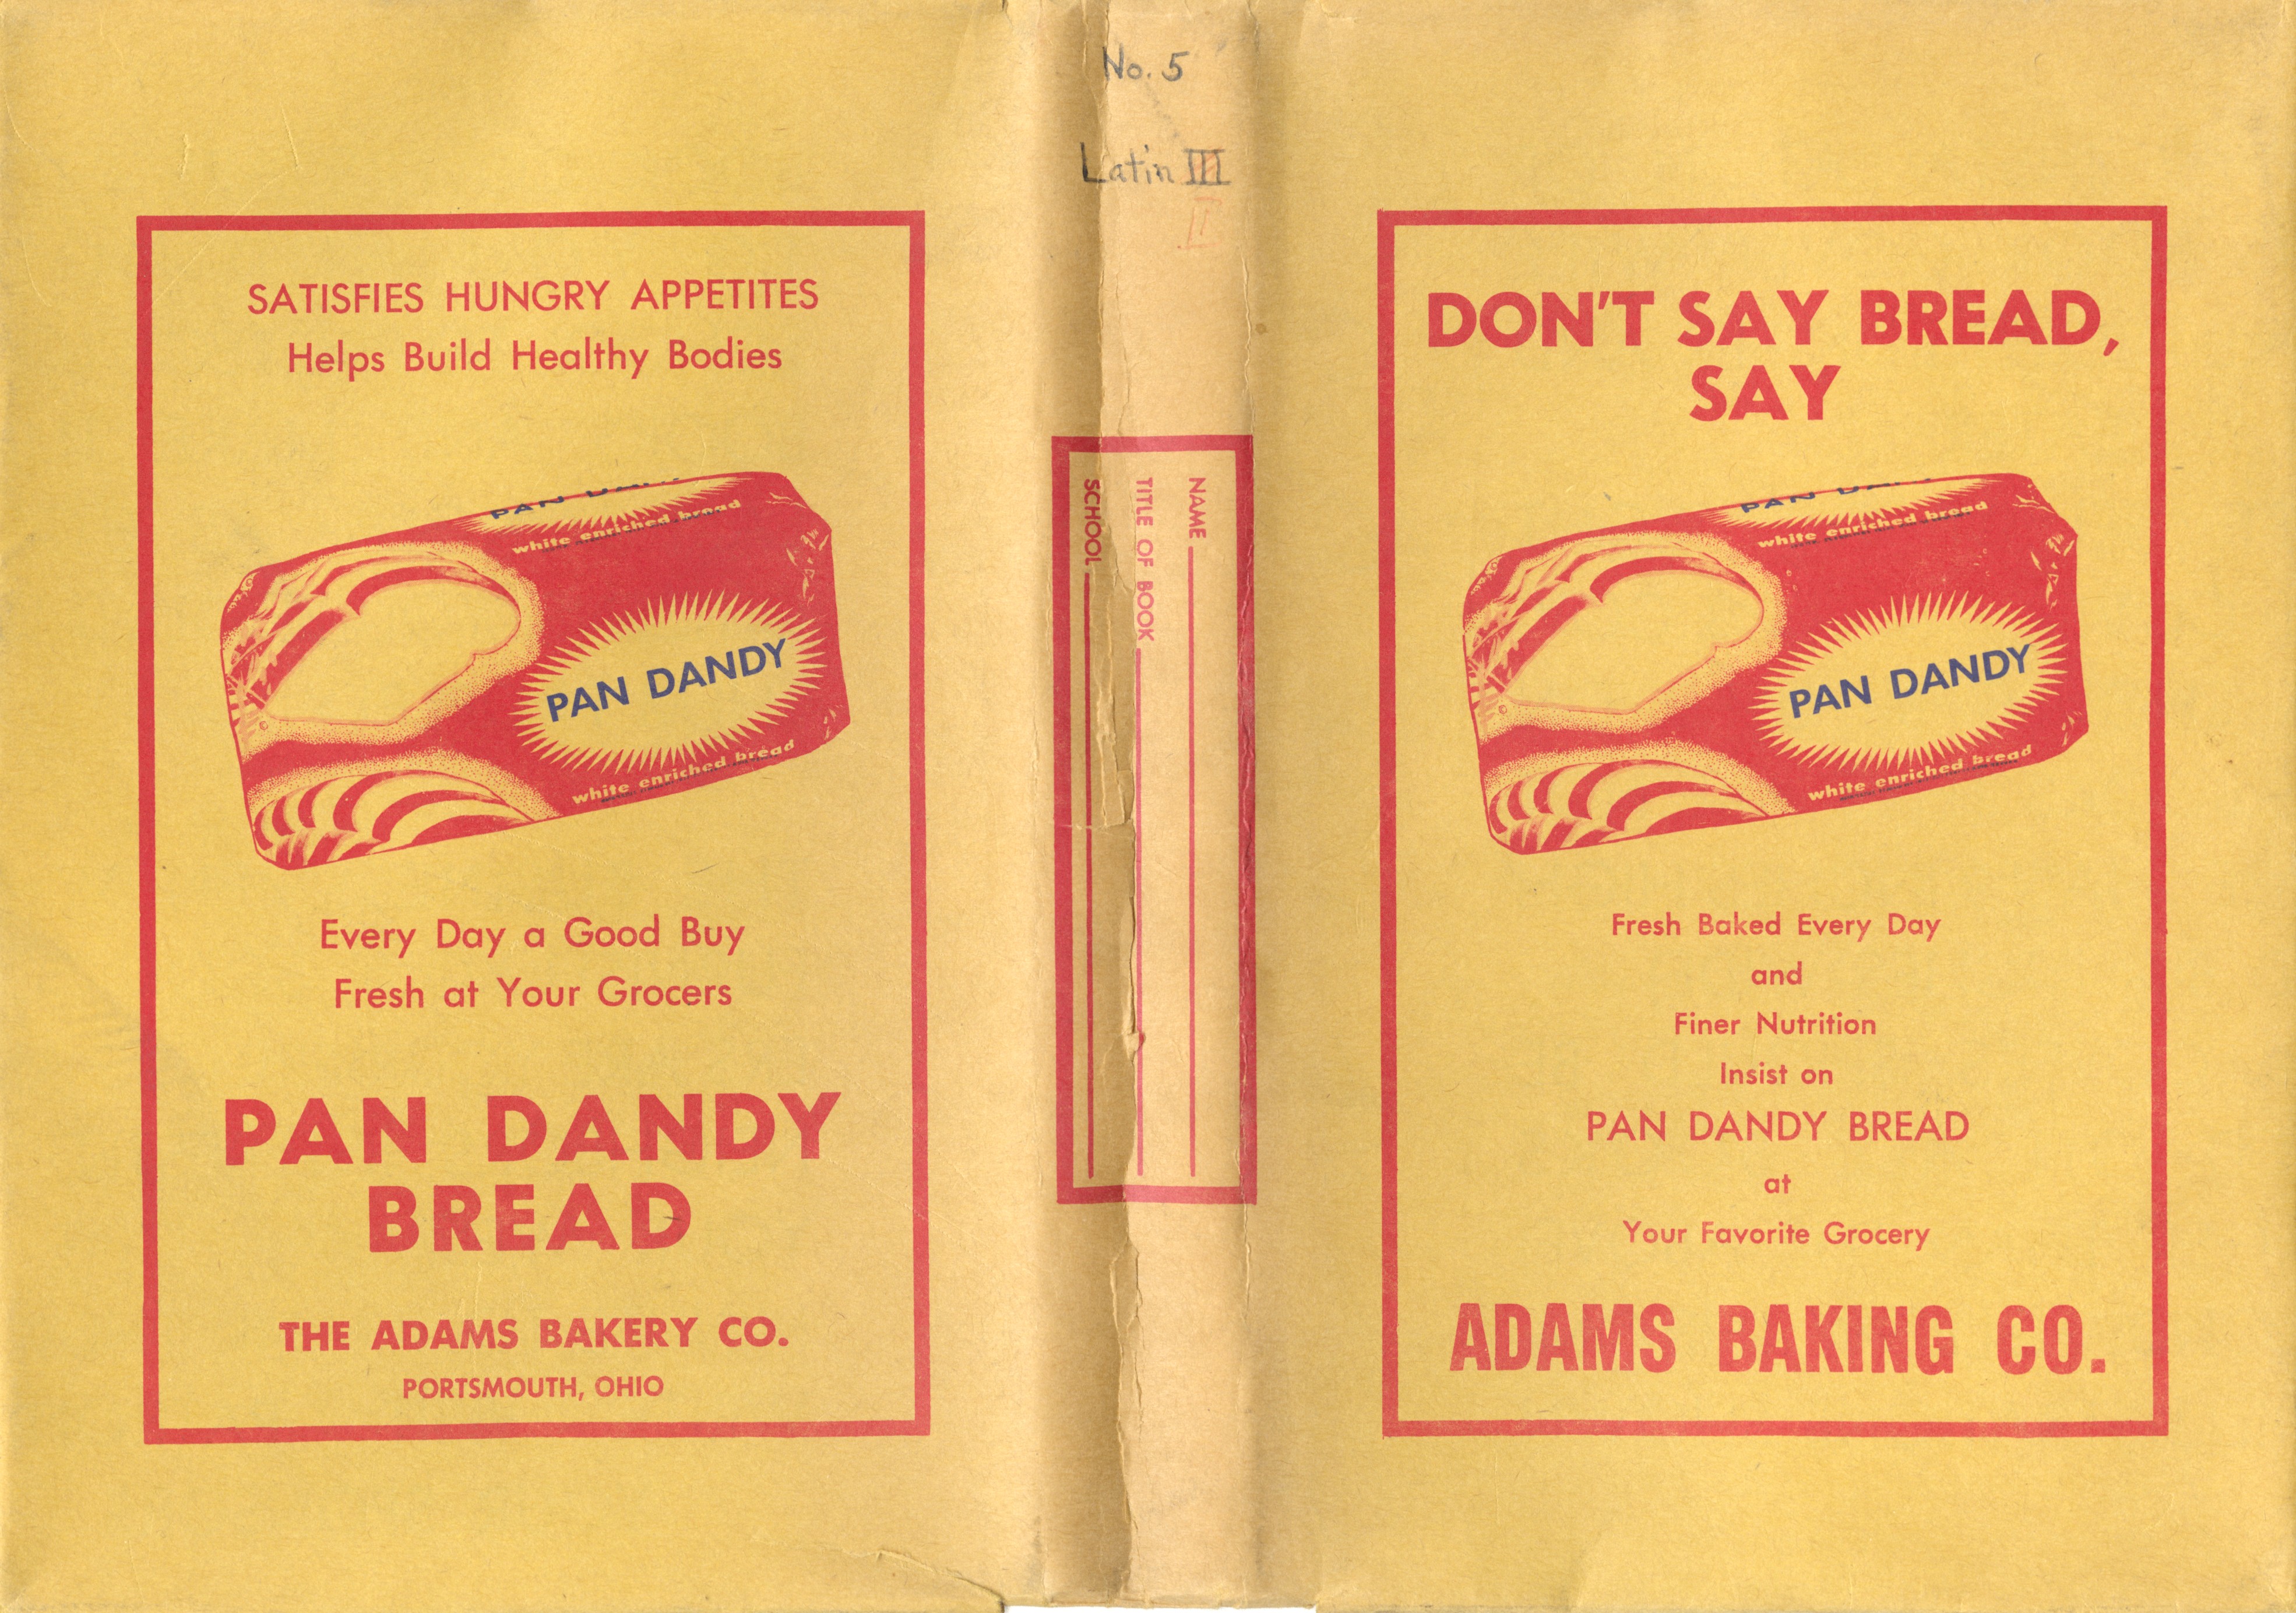 SATISFIES HUNGRY APPETITES
Helps Build Healthy Bodies
white enriched bread
PAN DANDY
white enriched bread
Every Day a Good Buy
Fresh at Your Grocers
PAN DANDY
BREAD
THE ADAMS BAKERY CO.
PORTSMOUTH, OHIO
No. 5
Latin III
II
NAME
TITLE OF BOOK
SCHOOL
DON'T SAY BREAD,
SAY
PAN DANDY
white enriched bread
PAN DANDY
white enriched bread
Fresh Baked Every Day
and
Finer Nutrition
Insist on
PAN DANDY BREAD
at
Your Favorite Grocery
ADAMS BAKING CO.